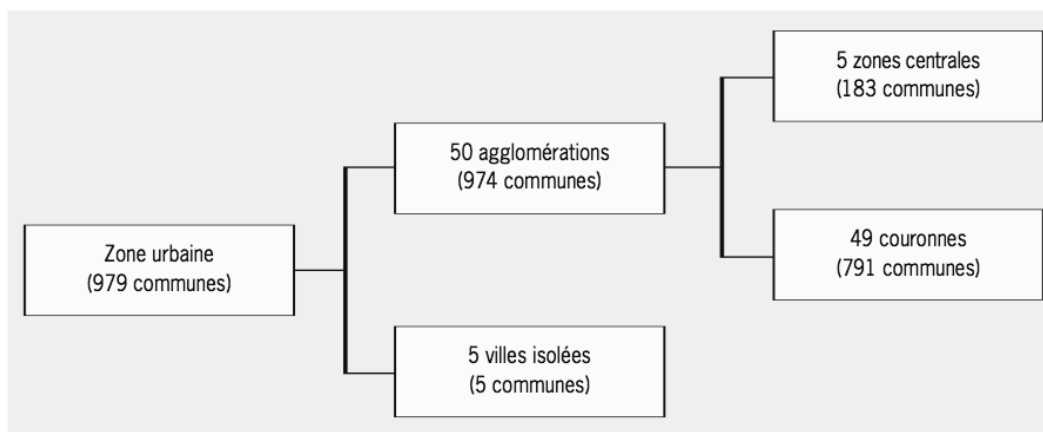 5 zones centrales
(183 communes)
50 agglomérations
(974 communes)
Zone urbaine
(979 communes)
49 couronnes
(791 communes)
5 villes isolées
(5 communes)